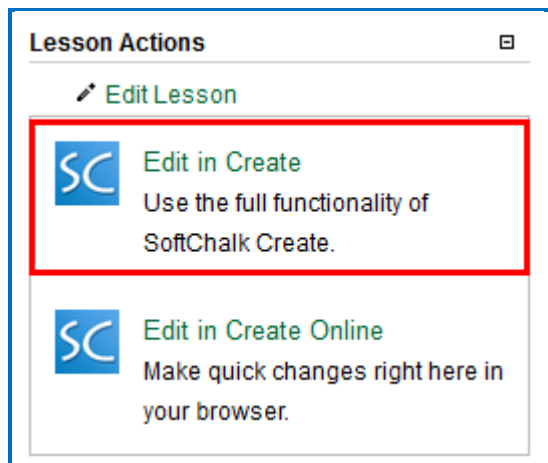 Lesson Actions
Edit Lesson
SC
Edit in Create
Use the full functionality of
SoftChalk Create.
SC
Edit in Create Online
Make quick changes right here in
your browser.